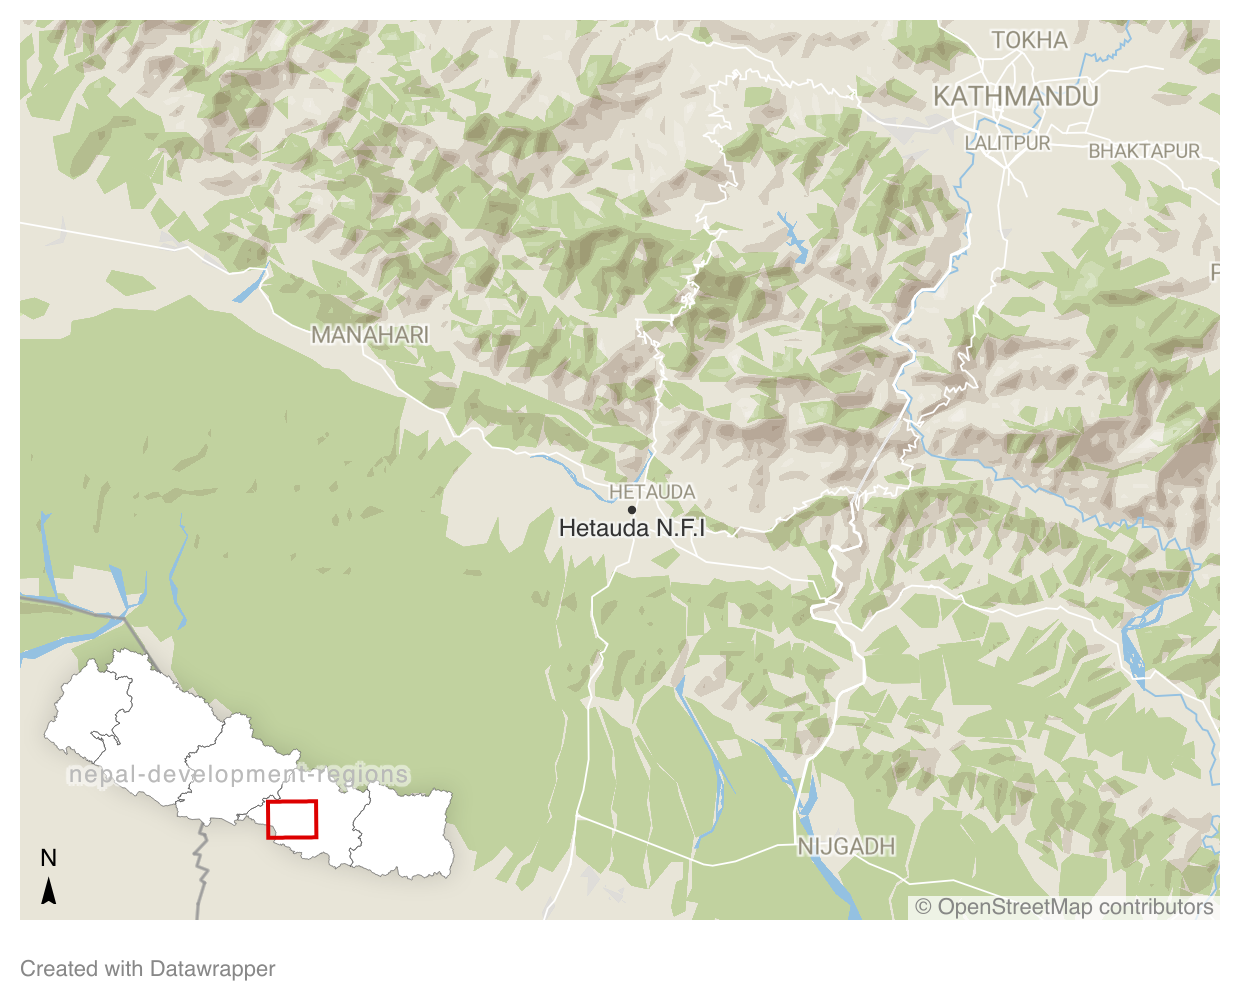 TOKHA
KATHMANDU
LALITPUR
BHAKTAPUR
MANAHARI
HETAUDA
Hetauda N.F.I
nepal-development-regions
NIJGADH
N
© OpenStreetMap contributors
Created with Datawrapper